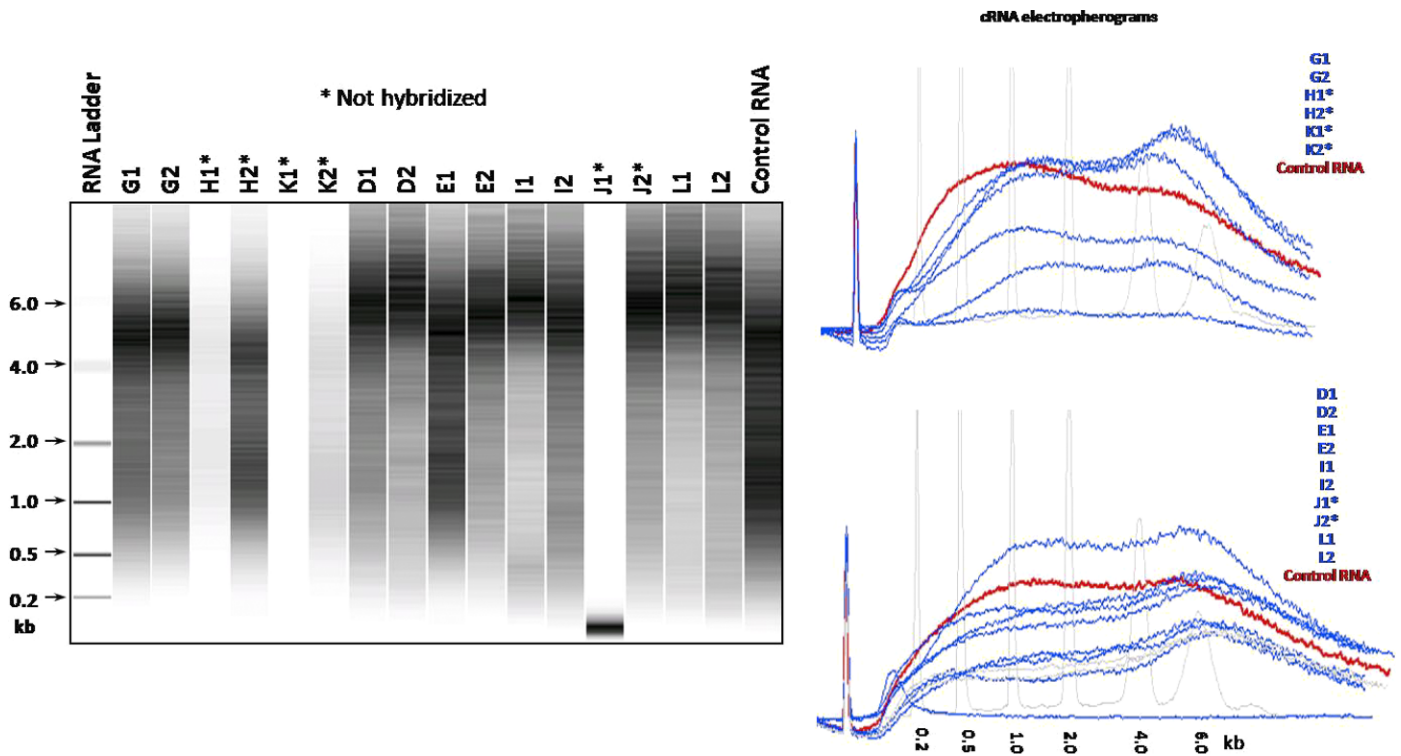 cRNA electropherograms
* Not hybridized
RNA Ladder
G1
G2
H1*
H2*
K1*
K2*
D1
D2
E1
E2
I1
I2
J1*
J2*
L1
L2
Control RNA
6.0
4.0
2.0
1.0
0.5
0.2
kb
G1
G2
H1*
H2*
K1*
K2*
Control RNA
D1
D2
E1
E2
I1
I2
J1*
J2*
L1
L2
Control RNA
0.2
0.5
1.0
2.0
4.0
6.0
kb